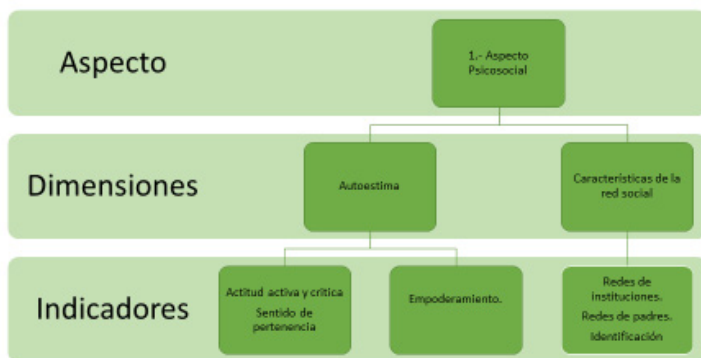 Aspecto
1.- Aspecto
Psicosocial
Dimensiones
Autoestima
Características de la
red social
Indicadores
Actitud activa y critica
Sentido de
pertenencia
Empoderamiento.
Redes de
instituciones.
Redes de padres.
Identificación